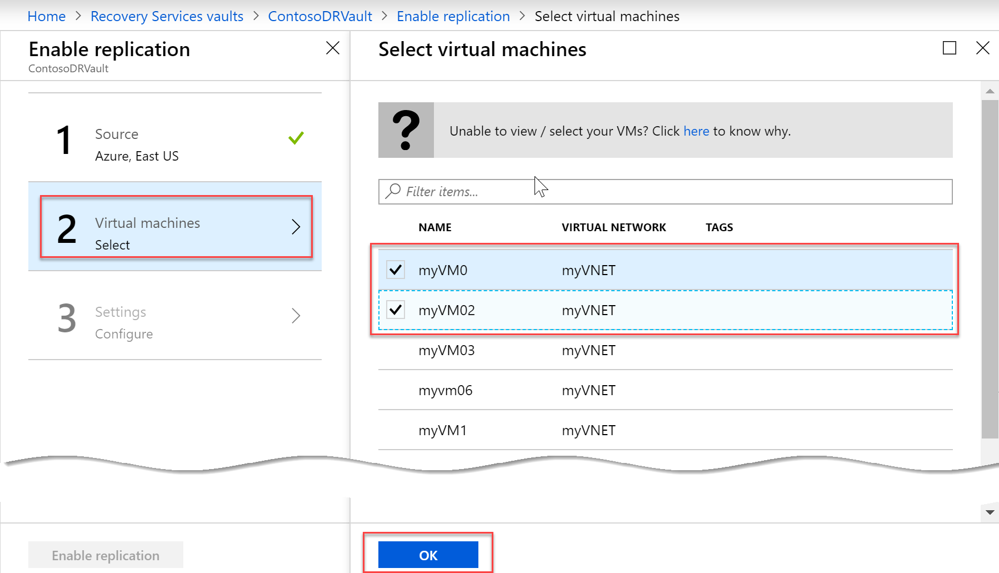 Home > Recovery Services vaults > ContosoDRVault > Enable replication > Select virtual machines
Enable replication
ContosoDRVault
1
Source
Azure, East US
2
Virtual machines
Select
3
Settings
Configure
Enable replication
Select virtual machines
?
Unable to view / select your VMs? Click here to know why.
Filter items...
NAME VIRTUAL NETWORK TAGS
myVM0 myVNET
myVM02 myVNET
myVM03 myVNET
myvm06 myVNET
myVM1 myVNET
OK